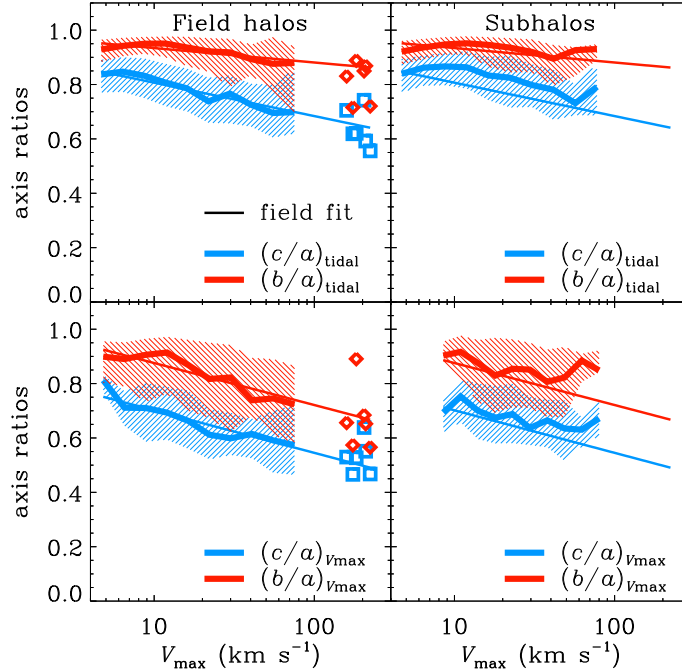 Field halos
Subhalos
axis ratios
1.0
0.8
0.6
0.4
0.2
0.0
field fit
(c/a)tidal
(b/a)tidal
(c/a)tidal
(b/a)tidal
axis ratios
1.0
0.8
0.6
0.4
0.2
0.0
(c/a)Vmax
(b/a)Vmax
(c/a)Vmax
(b/a)Vmax
10
100
10
100
Vmax (km s⁻¹)
Vmax (km s⁻¹)